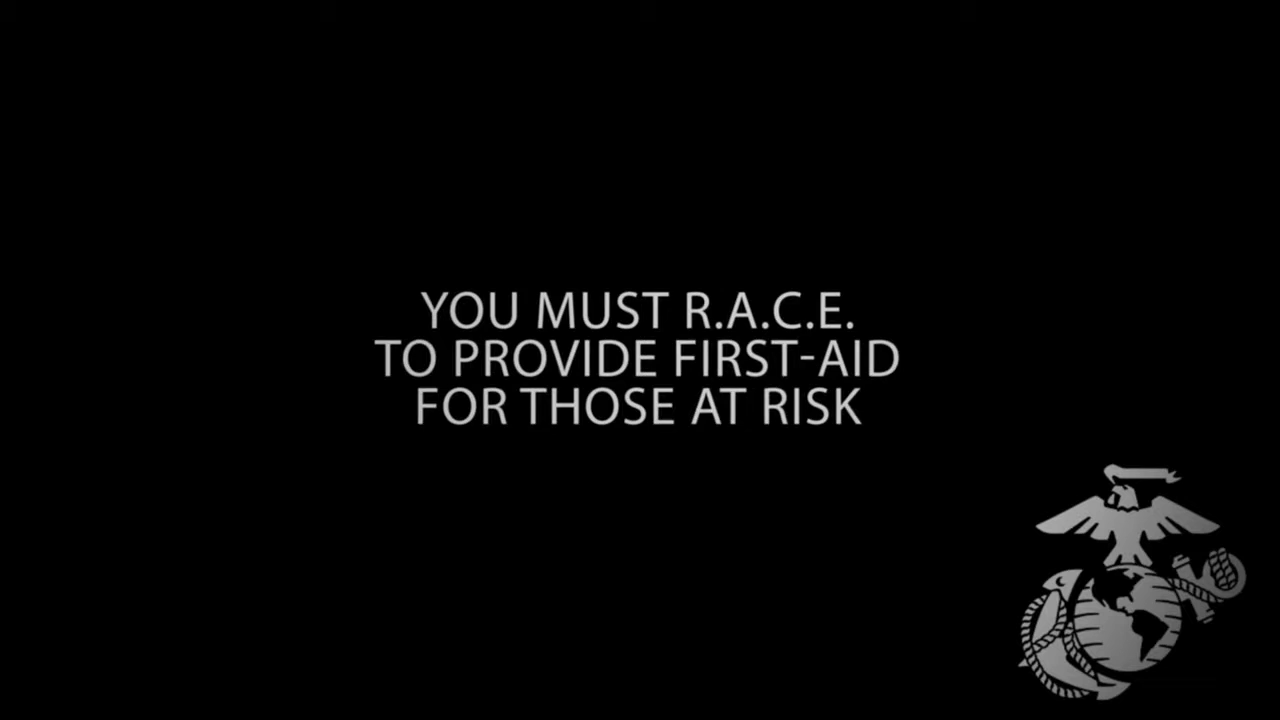 YOU MUST R.A.C.E.
TO PROVIDE FIRST-AID
FOR THOSE AT RISK